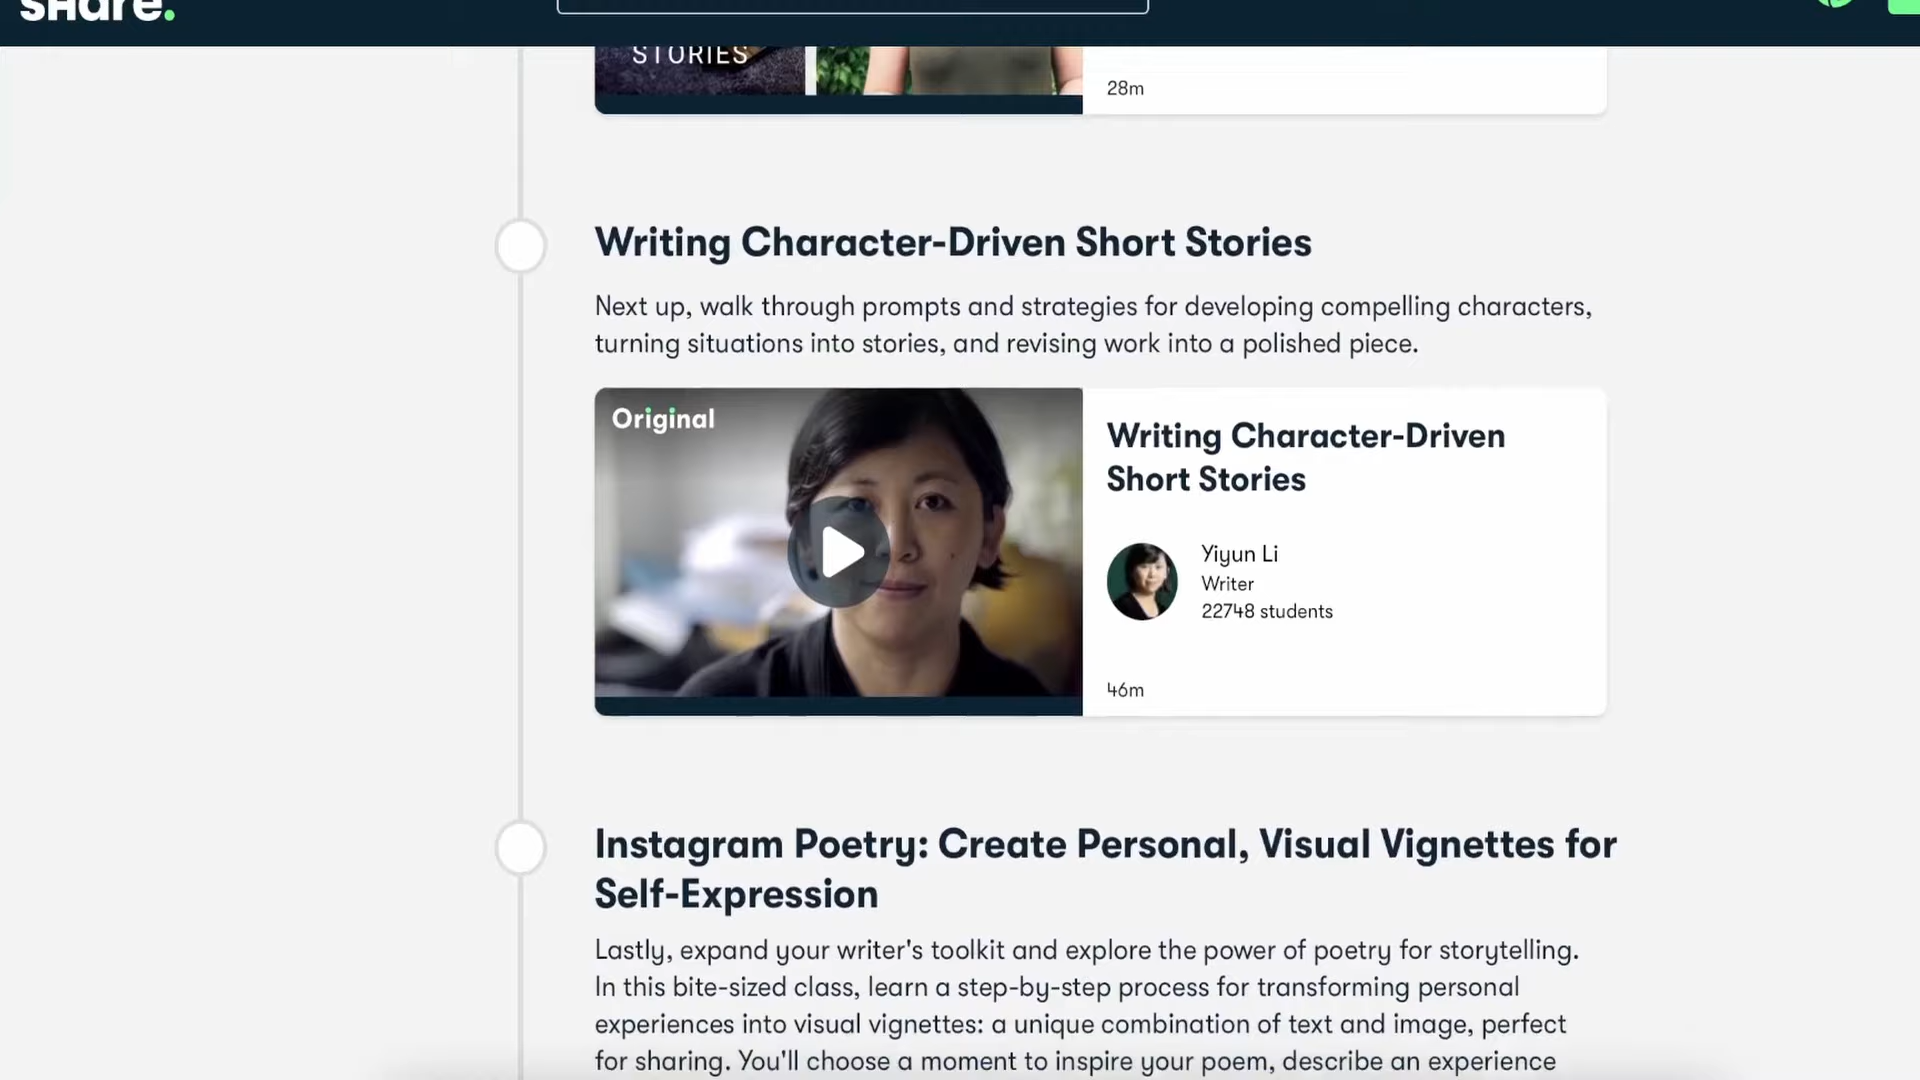 share.
STORIES
28m
Writing Character-Driven Short Stories
Next up, walk through prompts and strategies for developing compelling characters,
turning situations into stories, and revising work into a polished piece.
Original
Writing Character-Driven
Short Stories
Yiyun Li
Writer
22748 students
46m
Instagram Poetry: Create Personal, Visual Vignettes for
Self-Expression
Lastly, expand your writer's toolkit and explore the power of poetry for storytelling.
In this bite-sized class, learn a step-by-step process for transforming personal
experiences into visual vignettes: a unique combination of text and image, perfect
for sharing. You'll choose a moment to inspire your poem, describe an experience